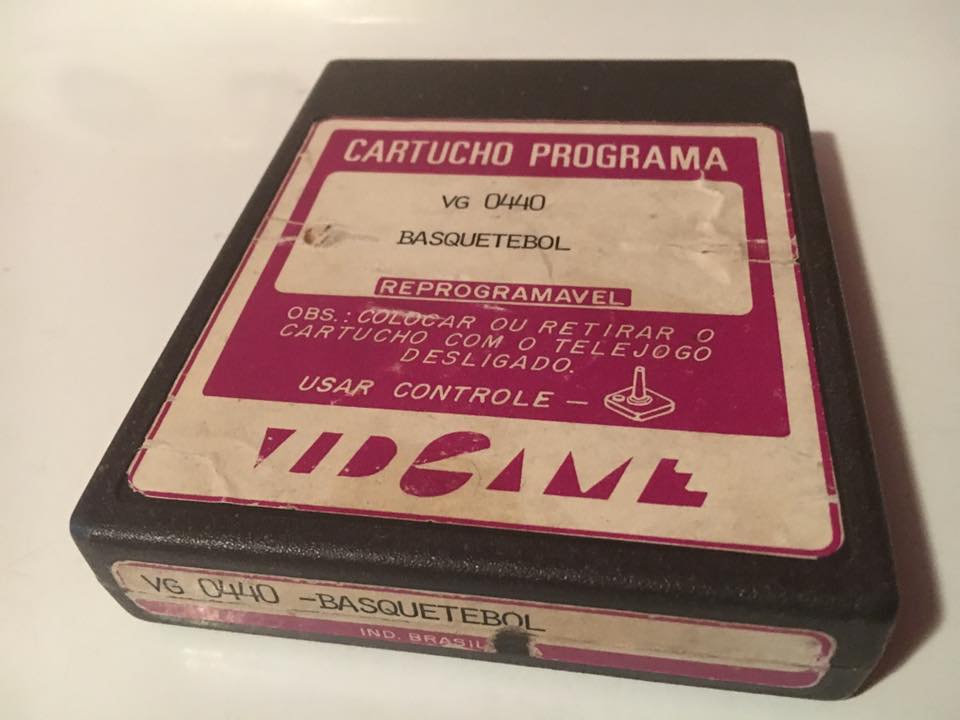 CARTUCHO PROGRAMA
VG 0440
BASQUETEBOL
REPROGRAMAVEL
OBS.: COLOCAR OU RETIRAR O
CARTUCHO COM O TELEJOGO
DESLIGADO.
USAR CONTROLE –
VIDGAME
VG 0440 -BASQUETEBOL
IND. BRASIL